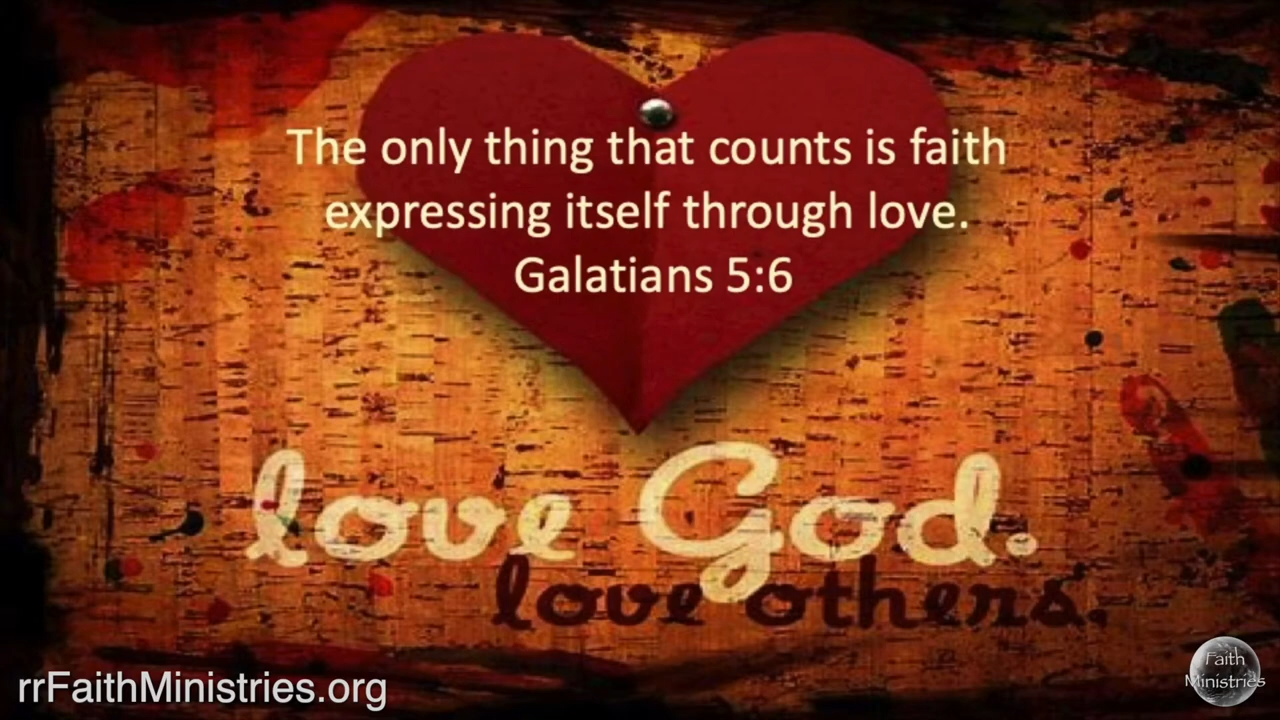 The only thing that counts is faith
expressing itself through love.
Galatians 5:6
love God.
love others.
rrFaithMinistries.org
Faith
Ministries